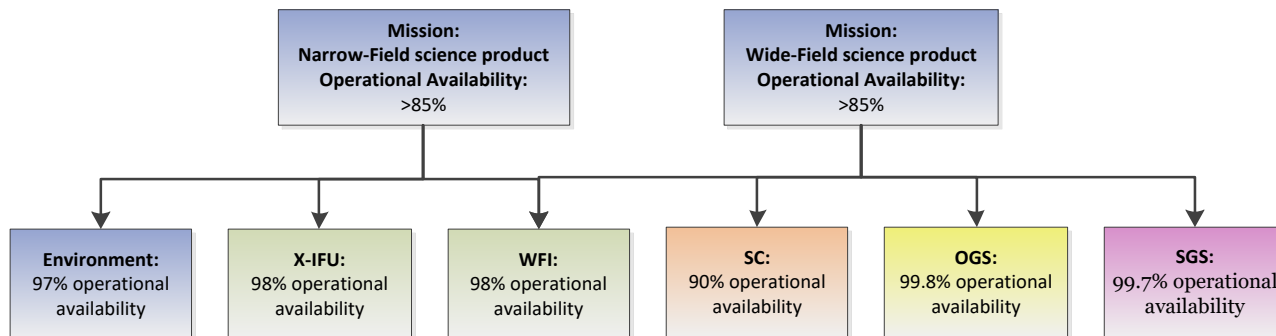 Mission:
Narrow-Field science product
Operational Availability:
>85%
Mission:
Wide-Field science product
Operational Availability:
>85%
Environment:
97% operational
availability
X-IFU:
98% operational
availability
WFI:
98% operational
availability
SC:
90% operational
availability
OGS:
99.8% operational
availability
SGS:
99.7% operational
availability